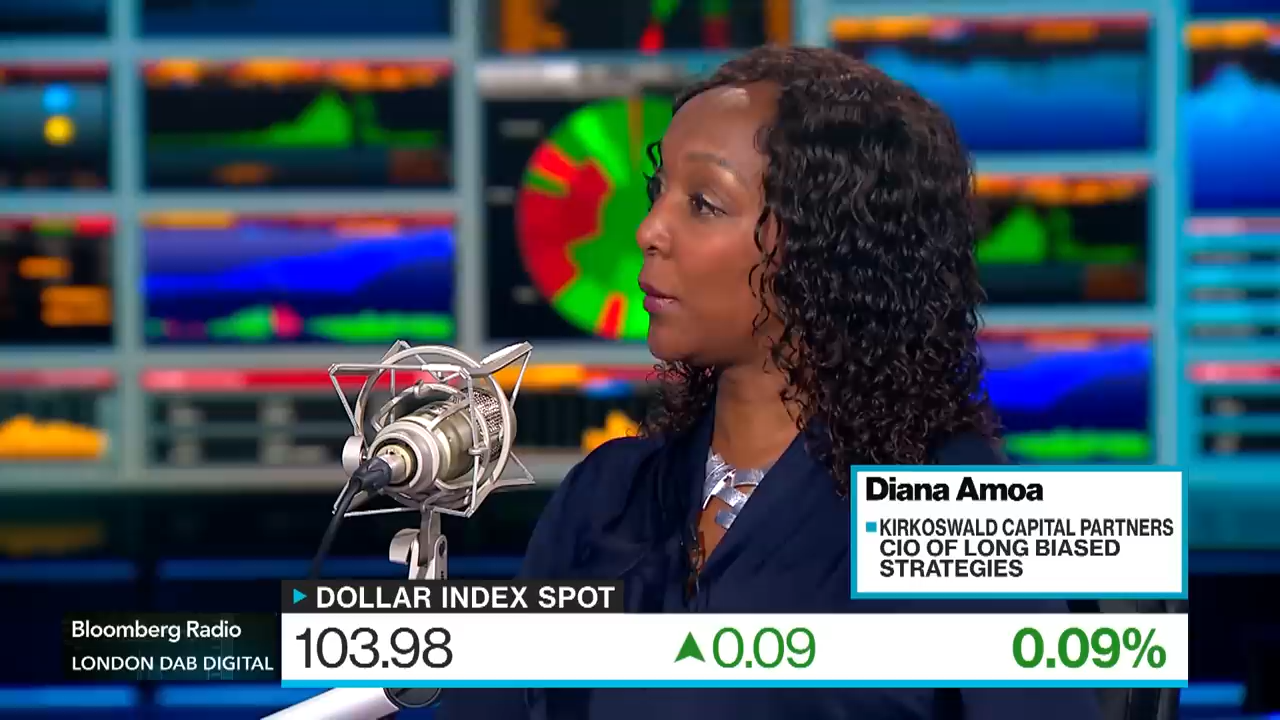 Diana Amoa
KIRKOSWALD CAPITAL PARTNERS
CIO OF LONG BIASED
STRATEGIES
DOLLAR INDEX SPOT
Bloomberg Radio
LONDON DAB DIGITAL
103.98 ▲0.09 0.09%